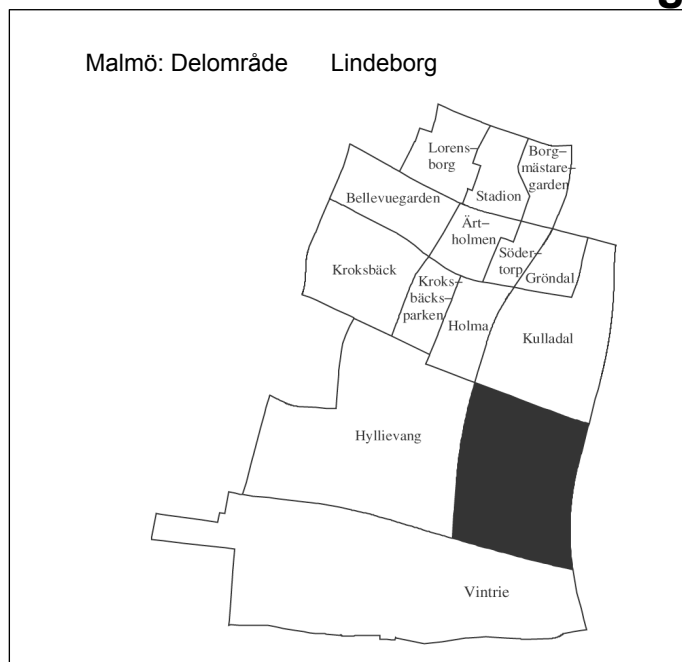 Malmö: Delområde Lindeborg
Lorens–
borg
Borg–
mästare–
garden
Stadion
Bellevuegarden
Ärt–
holmen
Söder–
torp
Gröndal
Kroksbäck
Kroks–
bäcks–
parken
Holma
Kulladal
Hyllievang
Vintrie